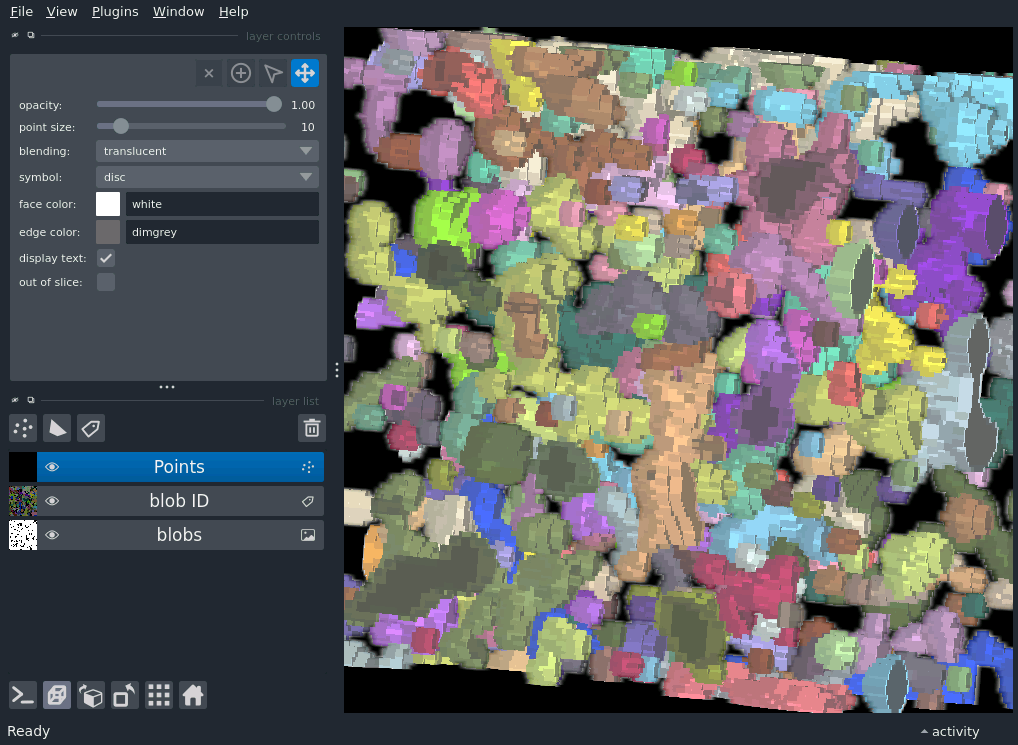 File View Plugins Window Help
layer controls
opacity: 1.00
point size: 10
blending: translucent
symbol: disc
face color: white
edge color: dimgrey
display text:
out of slice:
layer list
Points
blob ID
blobs
Ready
activity